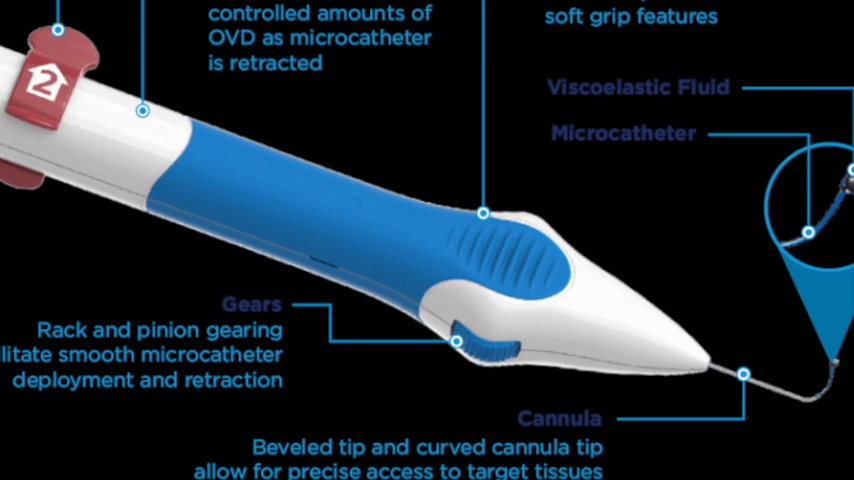 controlled amounts of
OVD as microcatheter
is retracted
soft grip features
Viscoelastic Fluid
Microcatheter
2
Gears
Rack and pinion gearing
litate smooth microcatheter
deployment and retraction
Cannula
Beveled tip and curved cannula tip
allow for precise access to target tissues